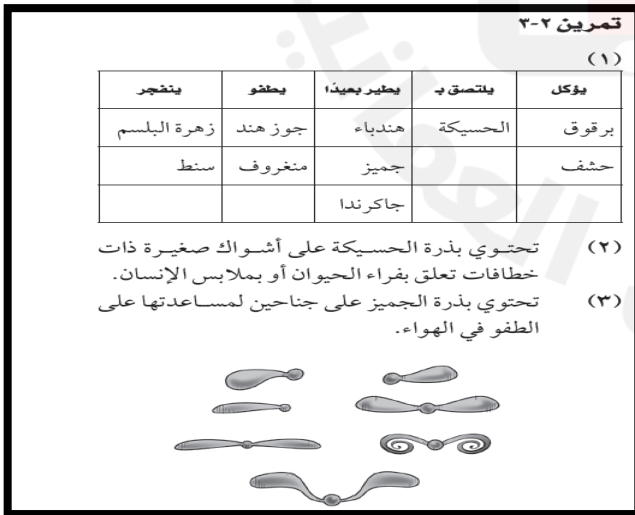 تمرين ٢-٣
(١)
يؤكل يلتصق بـ يطير بعيدًا يطفو ينفجر
برقوق الحسيكة هندباء جوز هند زهرة البلسم
حشف جميز منغروف سنط
جاكرندا
(٢) تحتوي بذرة الحسيكة على أشواك صغيرة ذات
خطافات تعلق بفراء الحيوان أو بملابس الإنسان.
(٣) تحتوي بذرة الجميز على جناحين لمساعدتها على
الطفو في الهواء.